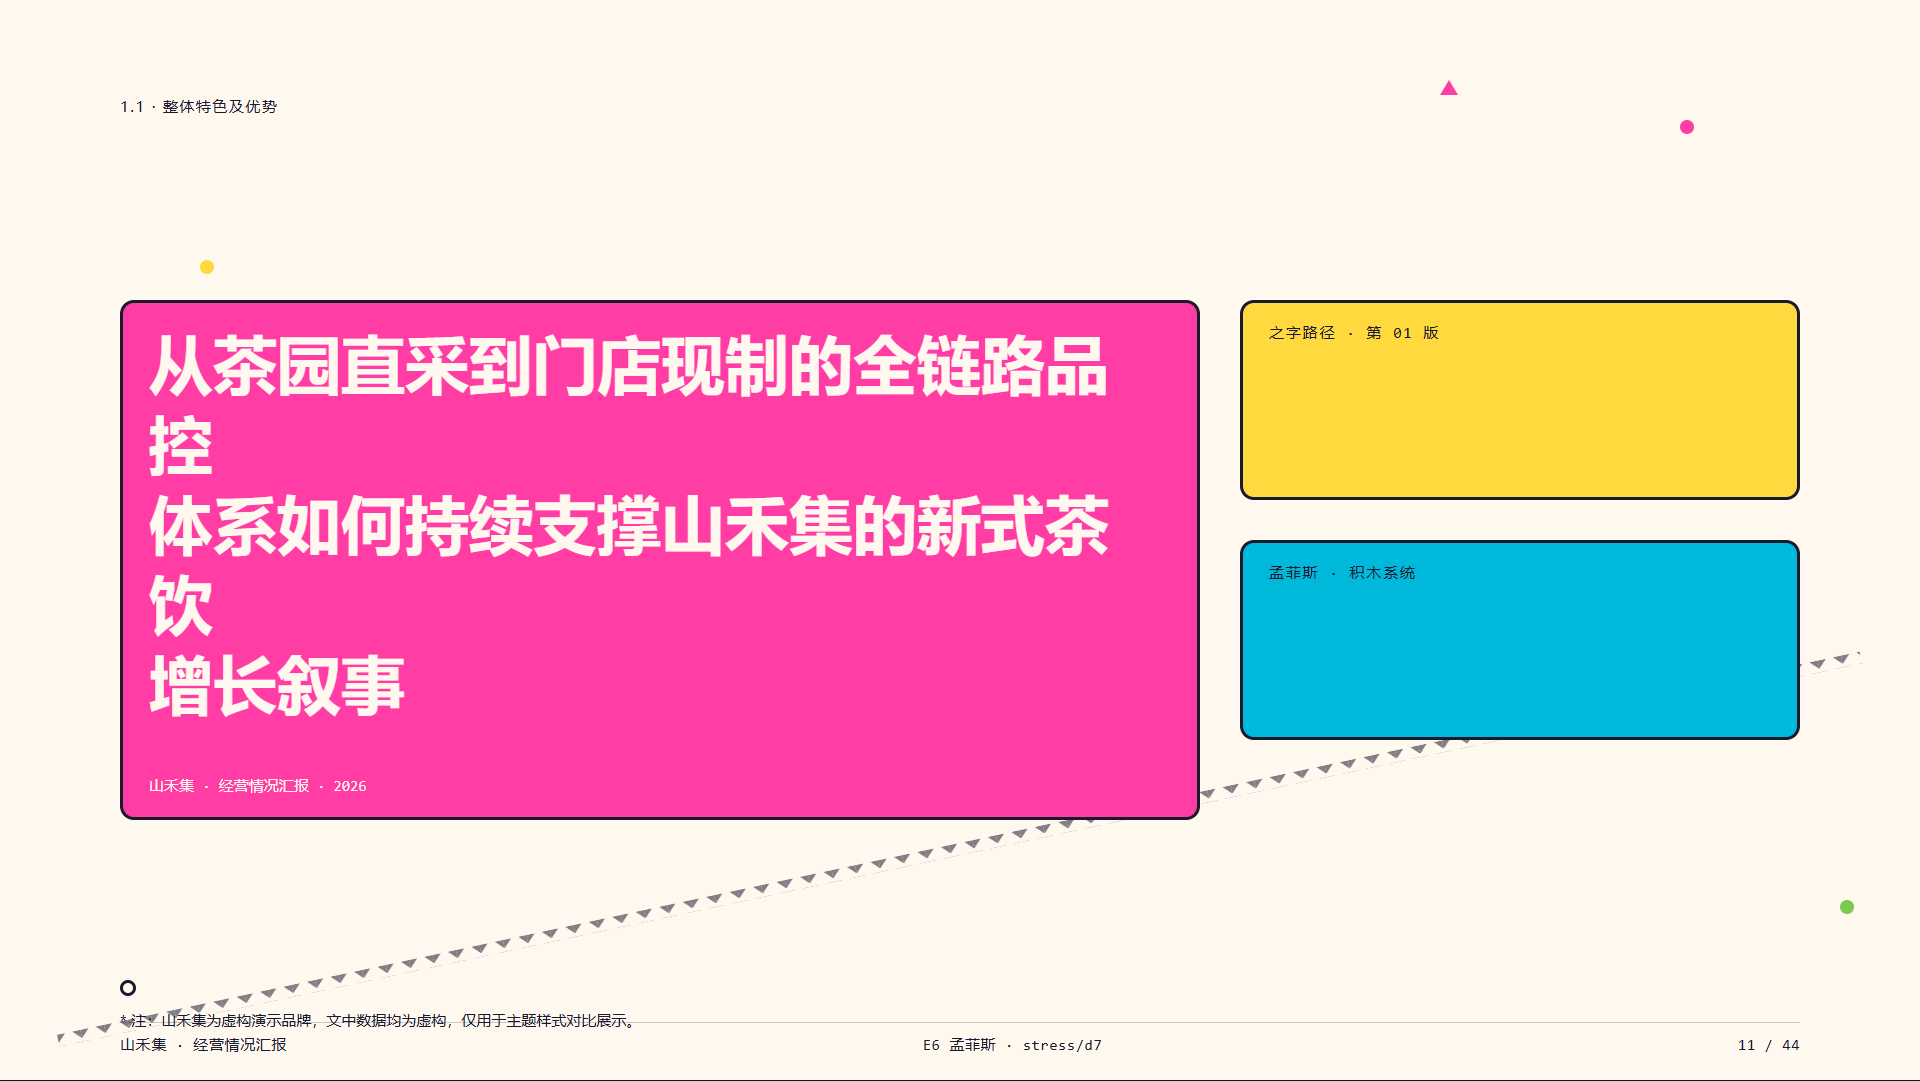 1.1 · 整体特色及优势
从茶园直采到门店现制的全链路品
控
体系如何持续支撑山禾集的新式茶
饮
增长叙事
山禾集 · 经营情况汇报 · 2026
之字路径 · 第 01 版
孟菲斯 · 积木系统
* 注：山禾集为虚构演示品牌，文中数据均为虚构，仅用于主题样式对比展示。
山禾集 · 经营情况汇报
E6 孟菲斯 · stress/d7
11 / 44